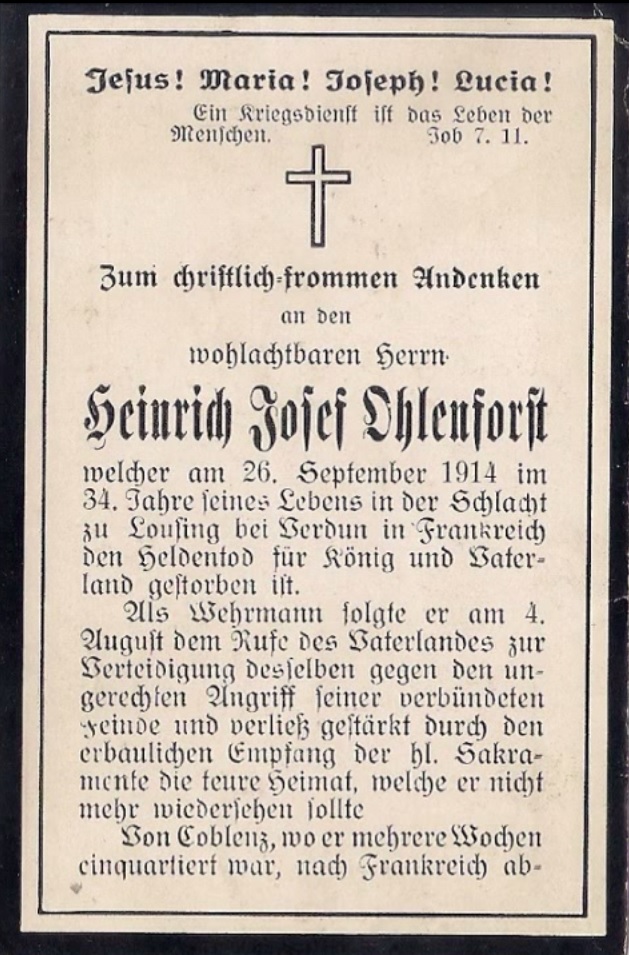 Jesus! Maria! Joseph! Lucia!
Ein Kriegsdienst ist das Leben der
Menschen. Job 7. 11.
Zum christlich-frommen Andenken
an den
wohlachtbaren Herrn
Heinrich Josef Ohlenforst
welcher am 26. September 1914 im
34. Jahre seines Lebens in der Schlacht
zu Lousing bei Verdun in Frankreich
den Heldentod für König und Vater-
land gestorben ist.
Als Wehrmann folgte er am 4.
August dem Rufe des Vaterlandes zur
Verteidigung desselben gegen den un-
gerechten Angriff seiner verbündeten
Feinde und verließ gestärkt durch den
erbaulichen Empfang der hl. Sakra-
mente die teure Heimat, welche er nicht
mehr wiedersehen sollte
Von Coblenz, wo er mehrere Wochen
einquartiert war, nach Frankreich ab-